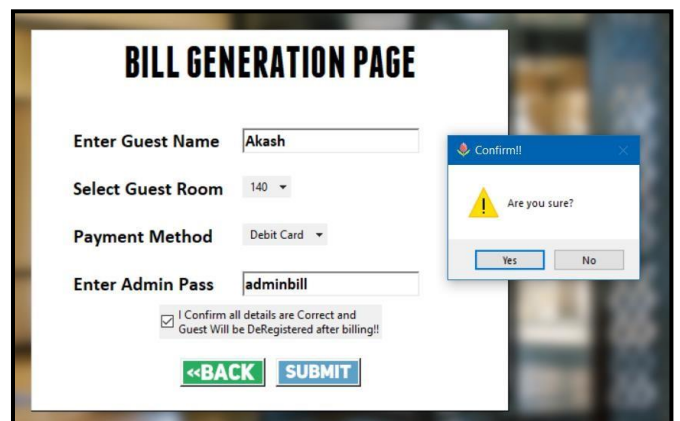 BILL GENERATION PAGE
Enter Guest Name Akash
Select Guest Room 140
Payment Method Debit Card
Enter Admin Pass adminbill
I Confirm all details are Correct and
Guest Will be DeRegistered after billing!!
<<BACK SUBMIT
Confirm!!
Are you sure?
Yes No